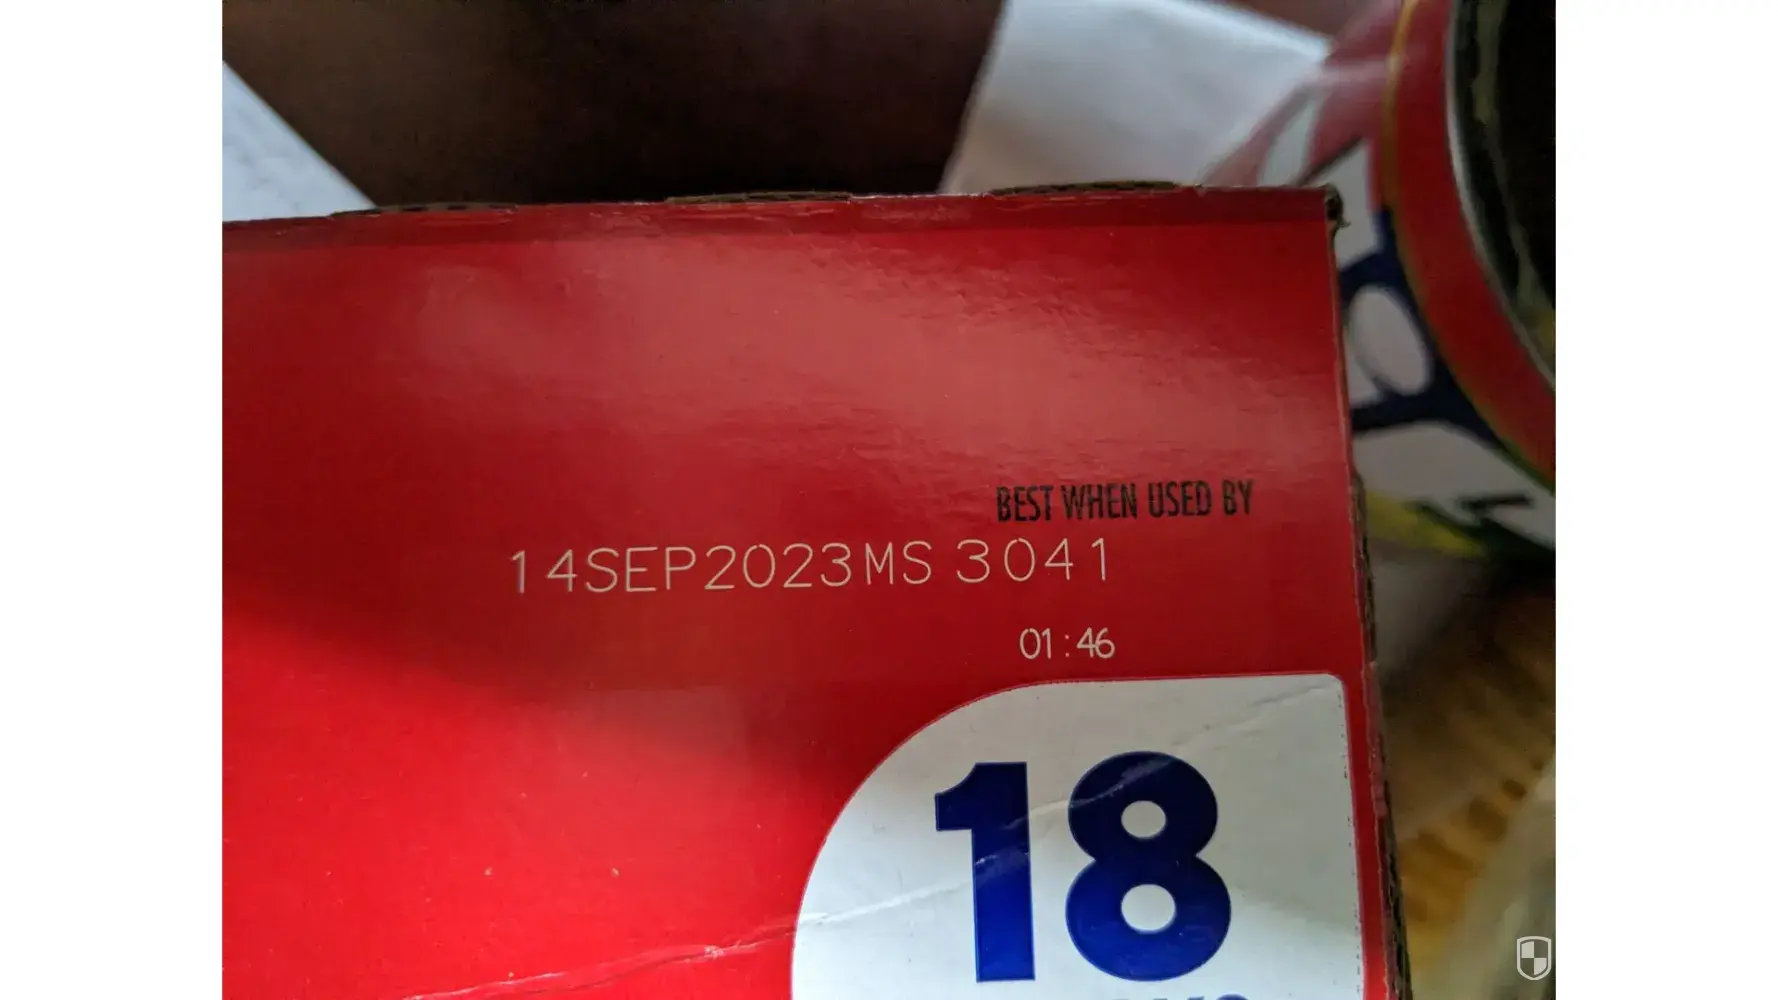 BEST WHEN USED BY
14SEP2023MS 3041
01:46
18